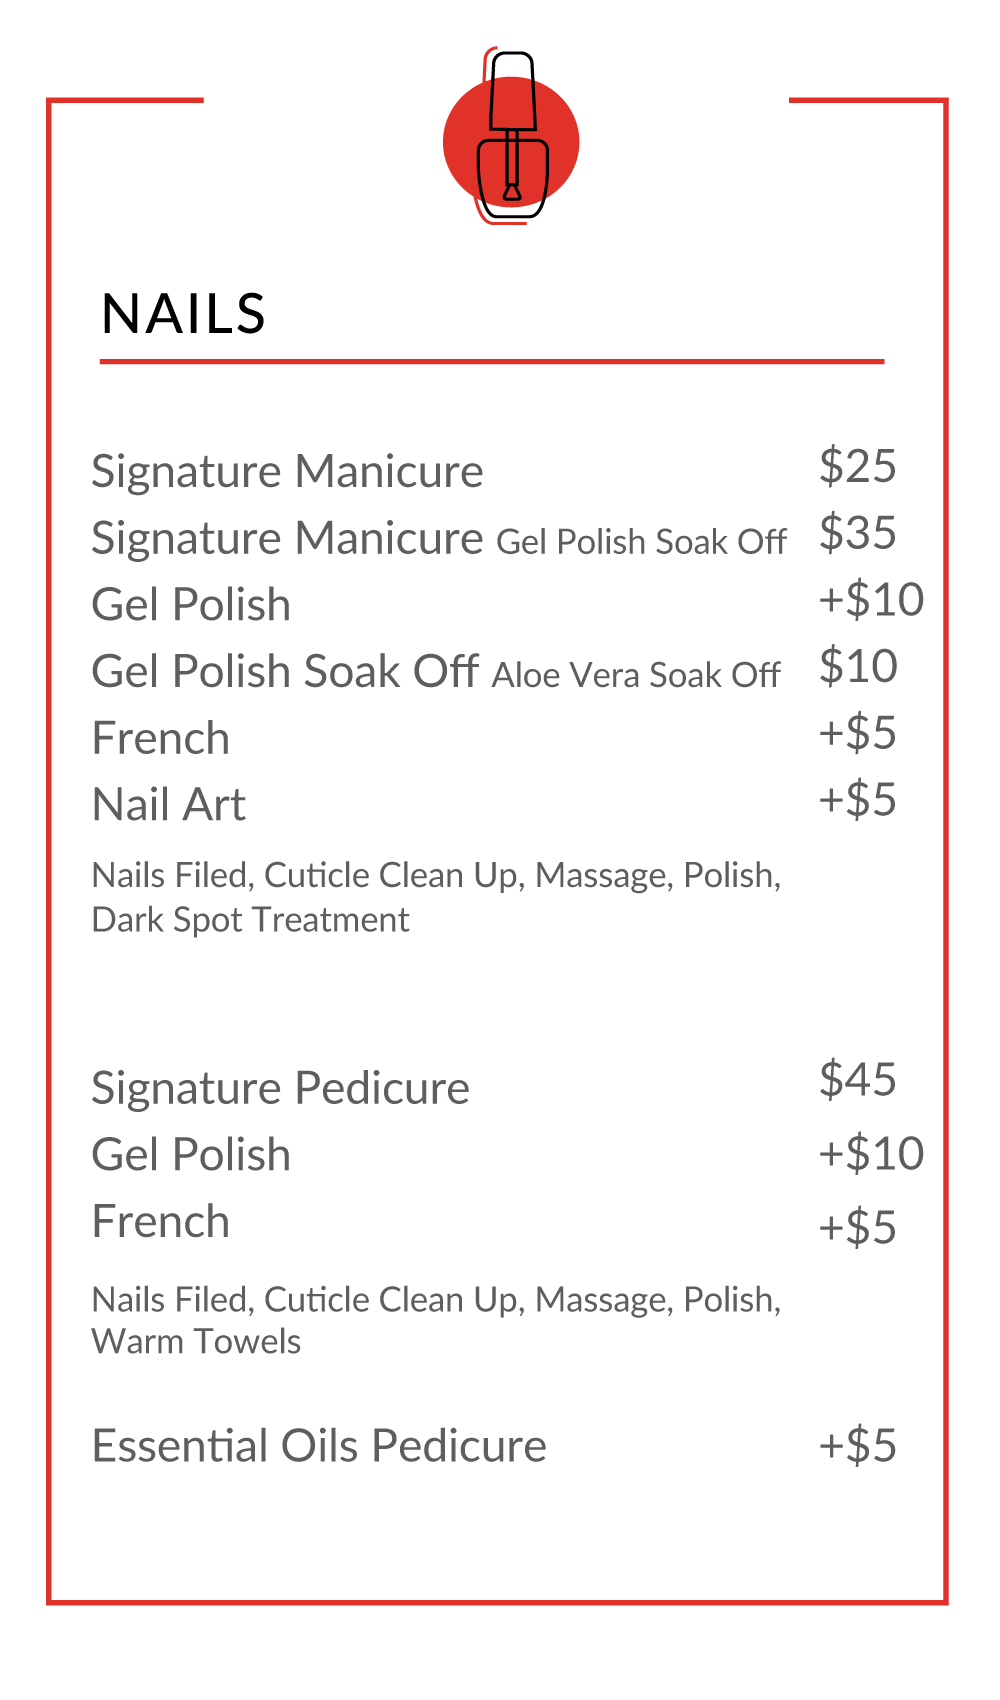 NAILS
Signature Manicure $25
Signature Manicure Gel Polish Soak Off $35
Gel Polish +$10
Gel Polish Soak Off Aloe Vera Soak Off $10
French +$5
Nail Art +$5
Nails Filed, Cuticle Clean Up, Massage, Polish,
Dark Spot Treatment
Signature Pedicure $45
Gel Polish +$10
French +$5
Nails Filed, Cuticle Clean Up, Massage, Polish,
Warm Towels
Essential Oils Pedicure +$5